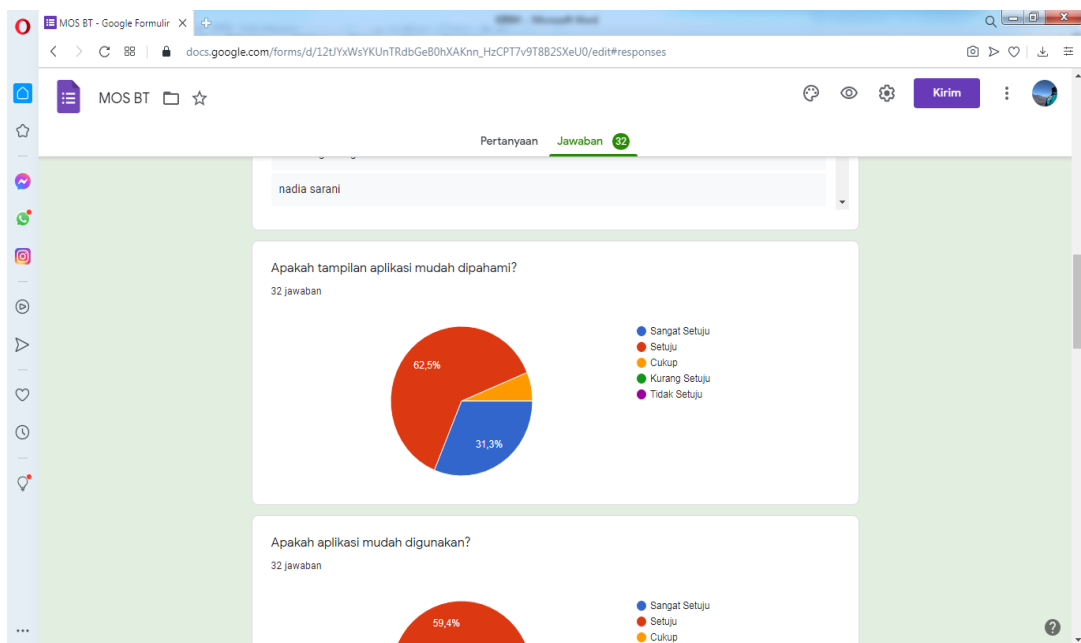 MOS BT - Google Formulir
docs.google.com/forms/d/12tJYxWsYKUnTRdbGeB0hXAKnn_HzCPT7v9T8B2SXeU0/edit#responses
MOS BT
Kirim
Pertanyaan Jawaban 32
nadia sarani
Apakah tampilan aplikasi mudah dipahami?
32 jawaban
62,5%
31,3%
Sangat Setuju
Setuju
Cukup
Kurang Setuju
Tidak Setuju
Apakah aplikasi mudah digunakan?
32 jawaban
59,4%
Sangat Setuju
Setuju
Cukup